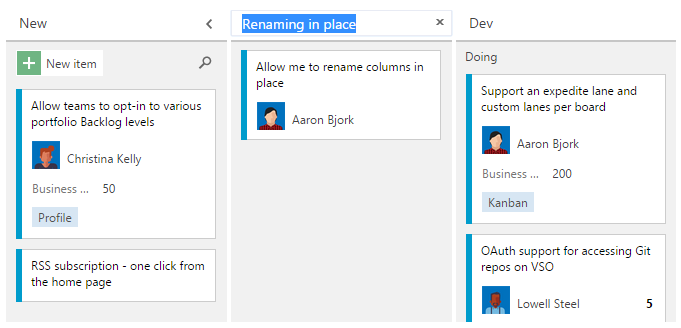 New
New item
Allow teams to opt-in to various
portfolio Backlog levels
Christina Kelly
Business ... 50
Profile
RSS subscription - one click from
the home page
Renaming in place
Allow me to rename columns in
place
Aaron Bjork
Dev
Doing
Support an expedite lane and
custom lanes per board
Aaron Bjork
Business ... 200
Kanban
OAuth support for accessing Git
repos on VSO
Lowell Steel 5